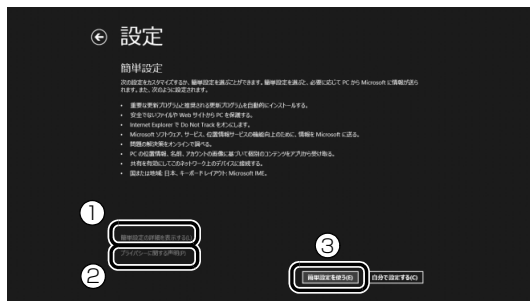 設定
簡単設定
次の設定をカスタマイズするか、簡単設定を選ぶことができます。簡単設定を選ぶと、必要に応じて PC から Microsoft に情報が送ら
れます。また、次のように設定されます。
• 重要な更新プログラムと推奨される更新プログラムを自動的にインストールする。
• 安全でないファイルや Web サイトから PC を保護する。
• Internet Explorer で Do Not Track をオンにします。
• Microsoft ソフトウェア、サービス、位置情報サービスの機能向上のために、情報を Microsoft に送る。
• 問題の解決策をオンラインで調べる。
• PC の位置情報、名前、アカウントの画像に基づいて個別のコンテンツをアプリから受け取る。
• 共有を有効にしてこのネットワーク上のデバイスに接続する。
• 国または地域: 日本、キーボード レイアウト: Microsoft IME。
①
簡単設定の詳細を表示する(L)
プライバシーに関する声明(P)
②
③
簡単設定を使う(E)
自分で設定する(C)